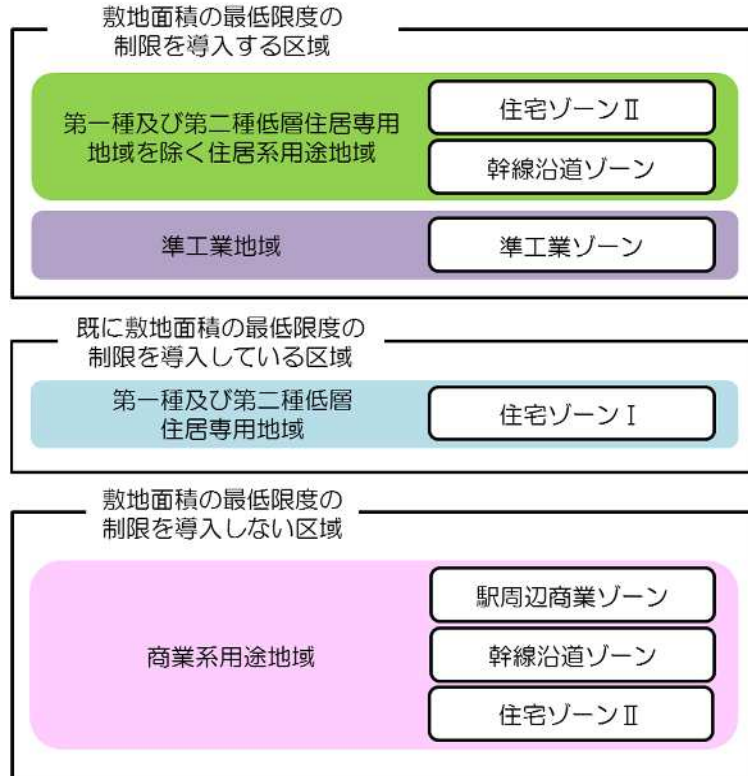 敷地面積の最低限度の
制限を導入する区域
第一種及び第二種低層住居専用
地域を除く住居系用途地域
住宅ゾーンⅡ
幹線沿道ゾーン
準工業地域
準工業ゾーン
既に敷地面積の最低限度の
制限を導入している区域
第一種及び第二種低層
住居専用地域
住宅ゾーンⅠ
敷地面積の最低限度の
制限を導入しない区域
商業系用途地域
駅周辺商業ゾーン
幹線沿道ゾーン
住宅ゾーンⅡ